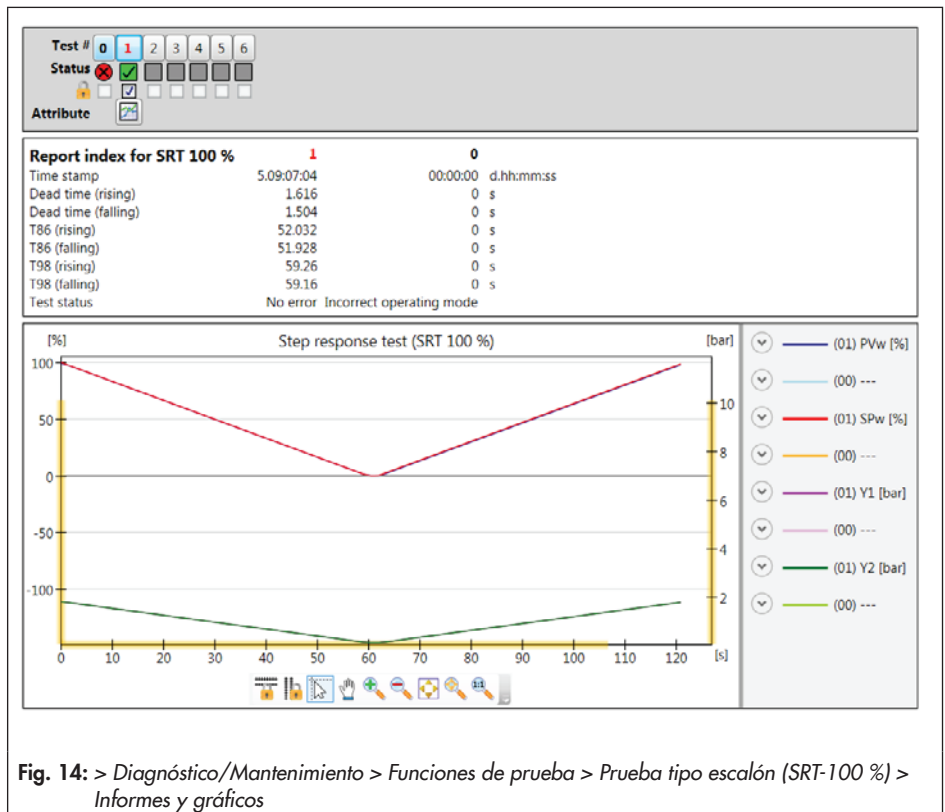 Test # 0 1 2 3 4 5 6
Status
Attribute
Report index for SRT 100 % 1 0
Time stamp 5.09:07:04 00:00:00 d.hh:mm:ss
Dead time (rising) 1.616 0 s
Dead time (falling) 1.504 0 s
T86 (rising) 52.032 0 s
T86 (falling) 51.928 0 s
T98 (rising) 59.26 0 s
T98 (falling) 59.16 0 s
Test status No error Incorrect operating mode
[%] Step response test (SRT 100 %) [bar]
100
50
0
-50
-100
10
8
6
4
2
0 10 20 30 40 50 60 70 80 90 100 110 120 [s]
(01) PVw [%]
(00) ---
(01) SPw [%]
(00) ---
(01) Y1 [bar]
(00) ---
(01) Y2 [bar]
(00) ---
1:1
Fig. 14: > Diagnóstico/Mantenimiento > Funciones de prueba > Prueba tipo escalón (SRT-100 %) >
Informes y gráficos